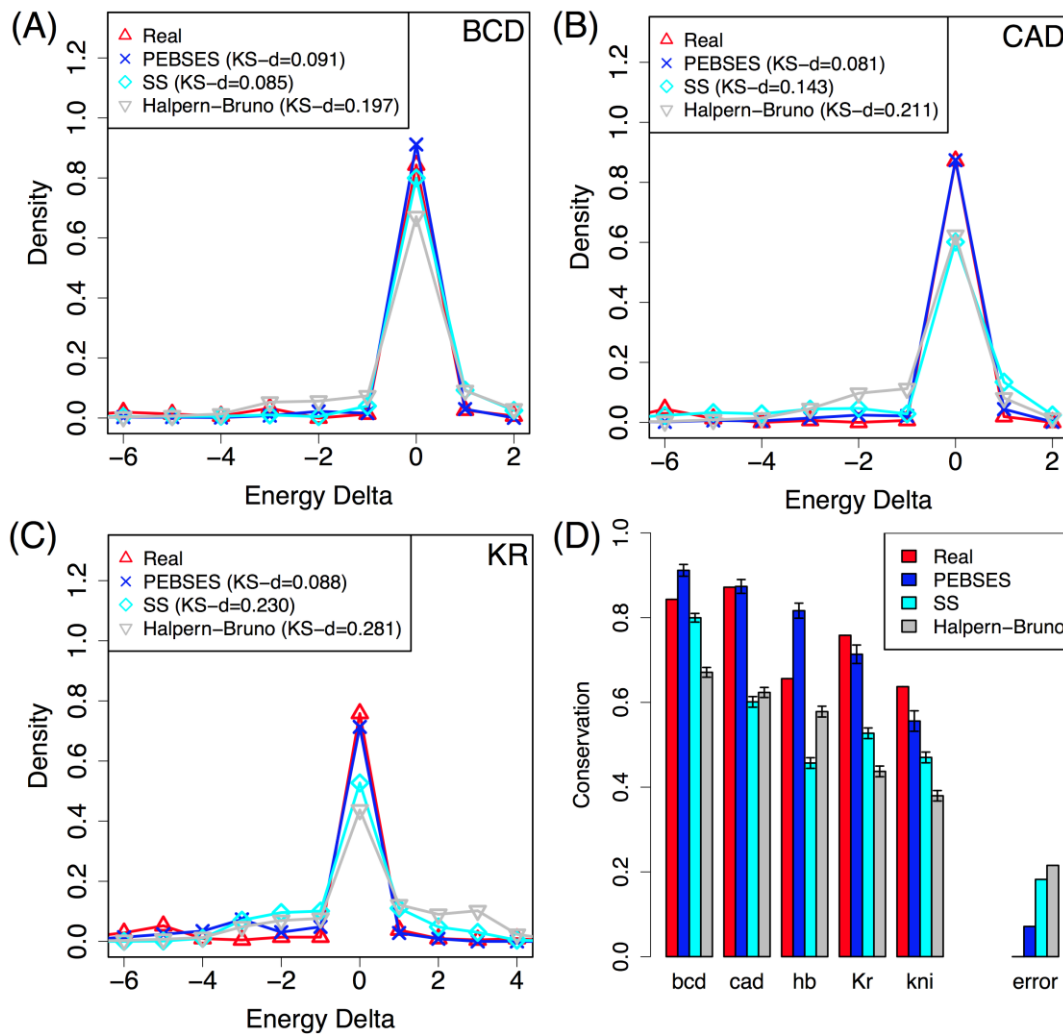 (A)
BCD
Real
PEBSES (KS-d=0.091)
SS (KS-d=0.085)
Halpern-Bruno (KS-d=0.197)
Density
0.0 0.2 0.4 0.6 0.8 1.0 1.2
-6 -4 -2 0 2
Energy Delta
(B)
CAD
Real
PEBSES (KS-d=0.081)
SS (KS-d=0.143)
Halpern-Bruno (KS-d=0.211)
Density
0.0 0.2 0.4 0.6 0.8 1.0 1.2
-6 -4 -2 0 2
Energy Delta
(C)
KR
Real
PEBSES (KS-d=0.088)
SS (KS-d=0.230)
Halpern-Bruno (KS-d=0.281)
Density
0.0 0.2 0.4 0.6 0.8 1.0 1.2
-6 -4 -2 0 2 4
Energy Delta
(D)
Real
PEBSES
SS
Halpern-Bruno
Conservation
0.0 0.2 0.4 0.6 0.8 1.0
bcd cad hb Kr kni error